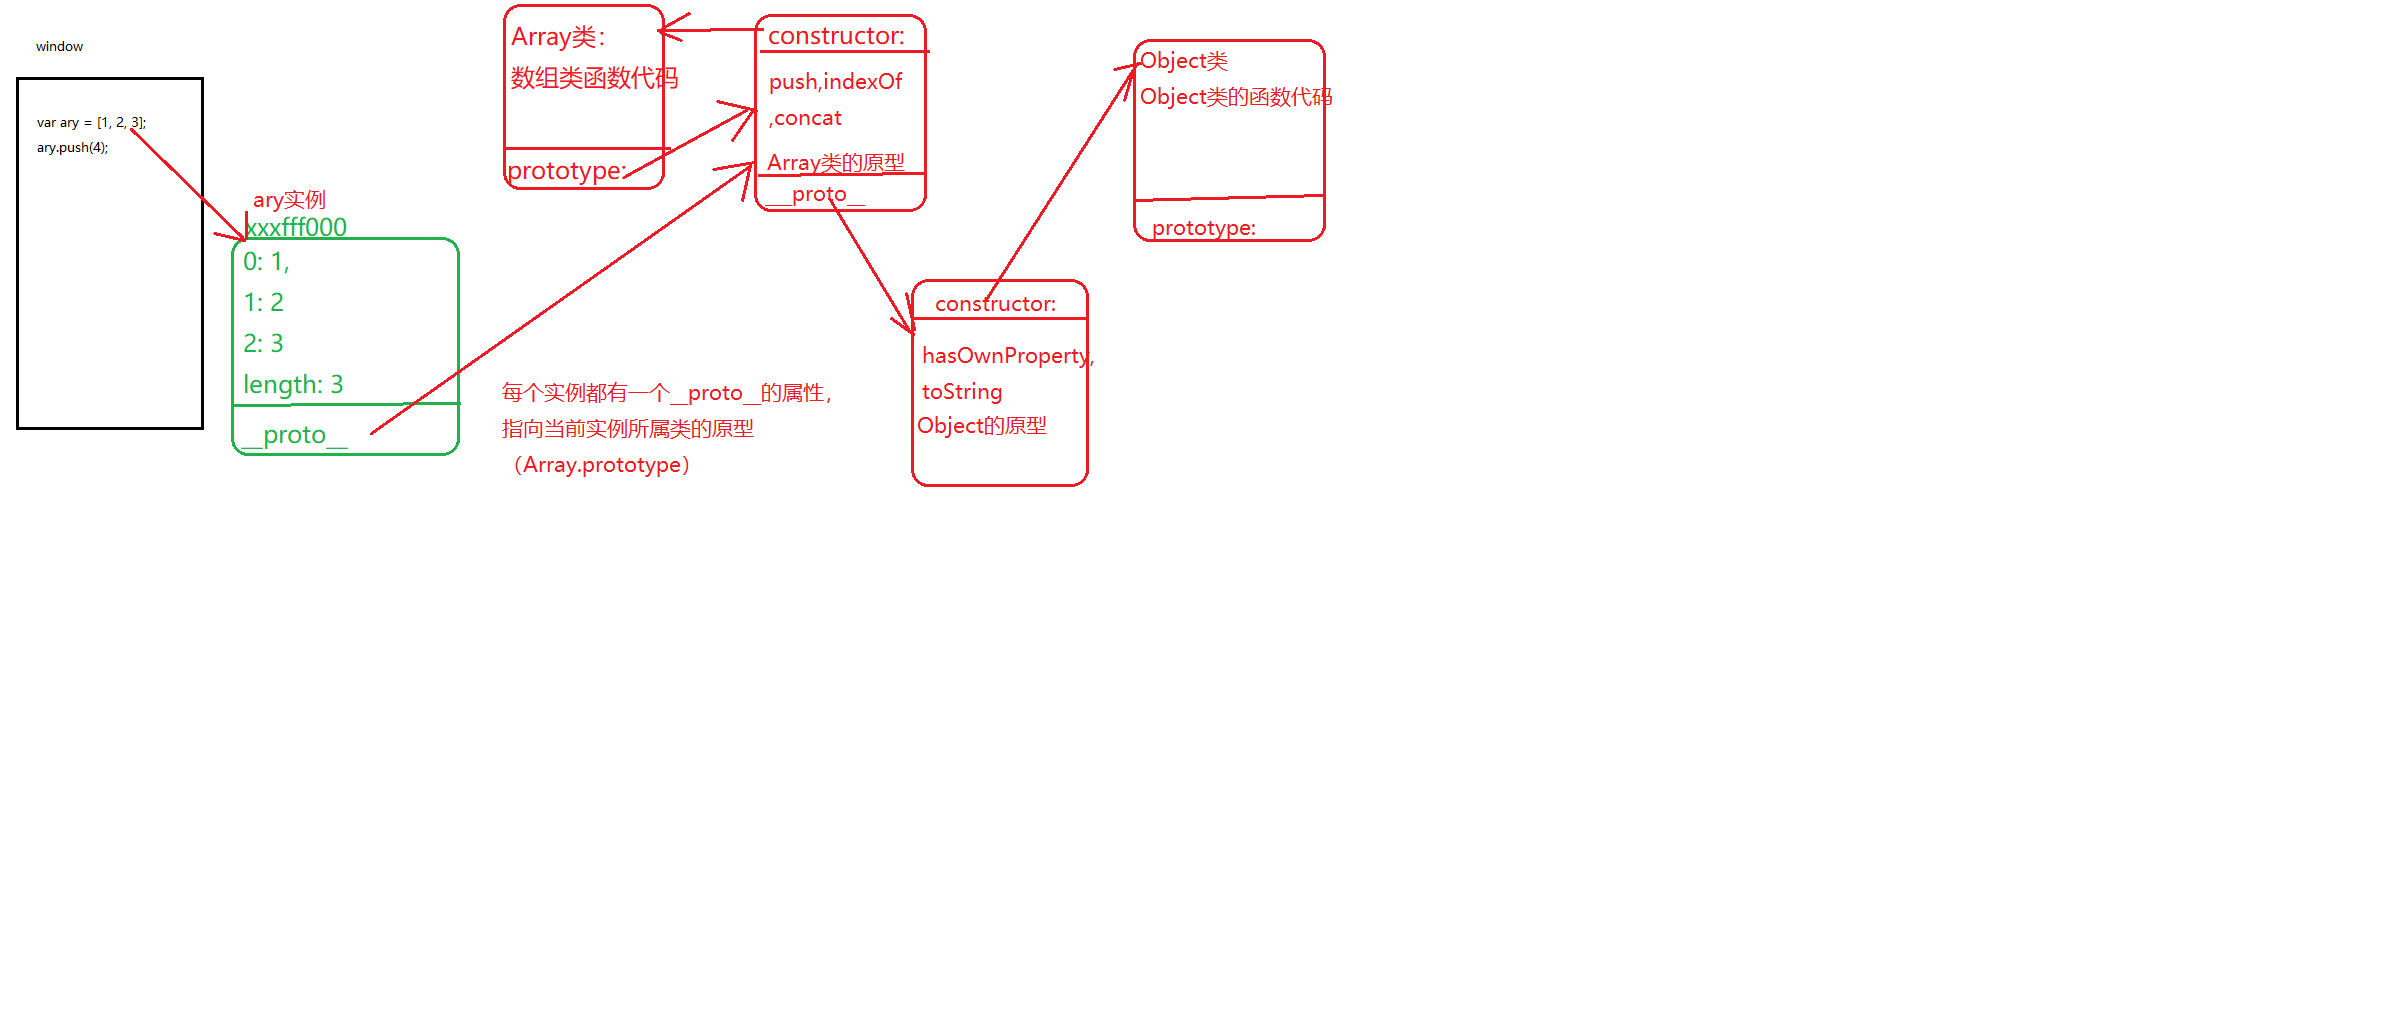 window
var ary = [1, 2, 3];
ary.push(4);
ary实例
xxxfff000
0: 1,
1: 2
2: 3
length: 3
__proto__
Array类：
数组类函数代码
prototype:
constructor:
push,indexOf
,concat
Array类的原型
___proto__
每个实例都有一个__proto__的属性，
指向当前实例所属类的原型
（Array.prototype）
constructor:
hasOwnProperty,
toString
Object的原型
Object类
Object类的函数代码
prototype: